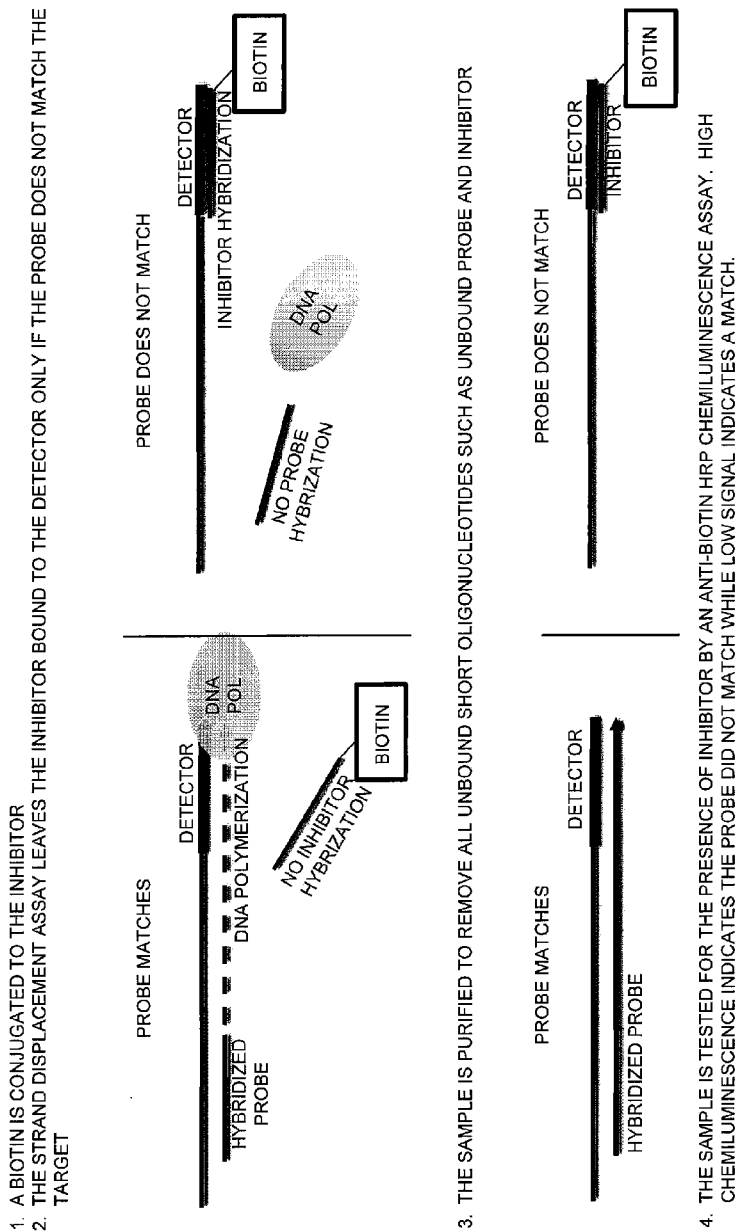 1. A BIOTIN IS CONJUGATED TO THE INHIBITOR
2. THE STRAND DISPLACEMENT ASSAY LEAVES THE INHIBITOR BOUND TO THE DETECTOR ONLY IF THE PROBE DOES NOT MATCH THE
TARGET
PROBE MATCHES
DETECTOR
DNA
POL
HYBRIDIZED
PROBE
DNA POLYMERIZATION
NO INHIBITOR
HYBRIZATION
BIOTIN
PROBE DOES NOT MATCH
DETECTOR
INHIBITOR HYBRIDIZATION
BIOTIN
NO PROBE
HYBRIZATION
DNA
POL
3. THE SAMPLE IS PURIFIED TO REMOVE ALL UNBOUND SHORT OLIGONUCLEOTIDES SUCH AS UNBOUND PROBE AND INHIBITOR
PROBE MATCHES
DETECTOR
HYBRIDIZED PROBE
PROBE DOES NOT MATCH
DETECTOR
INHIBITOR
BIOTIN
4. THE SAMPLE IS TESTED FOR THE PRESENCE OF INHIBITOR BY AN ANTI-BIOTIN HRP CHEMILUMINESCENCE ASSAY. HIGH
CHEMILUMINESCENCE INDICATES THE PROBE DID NOT MATCH WHILE LOW SIGNAL INDICATES A MATCH.